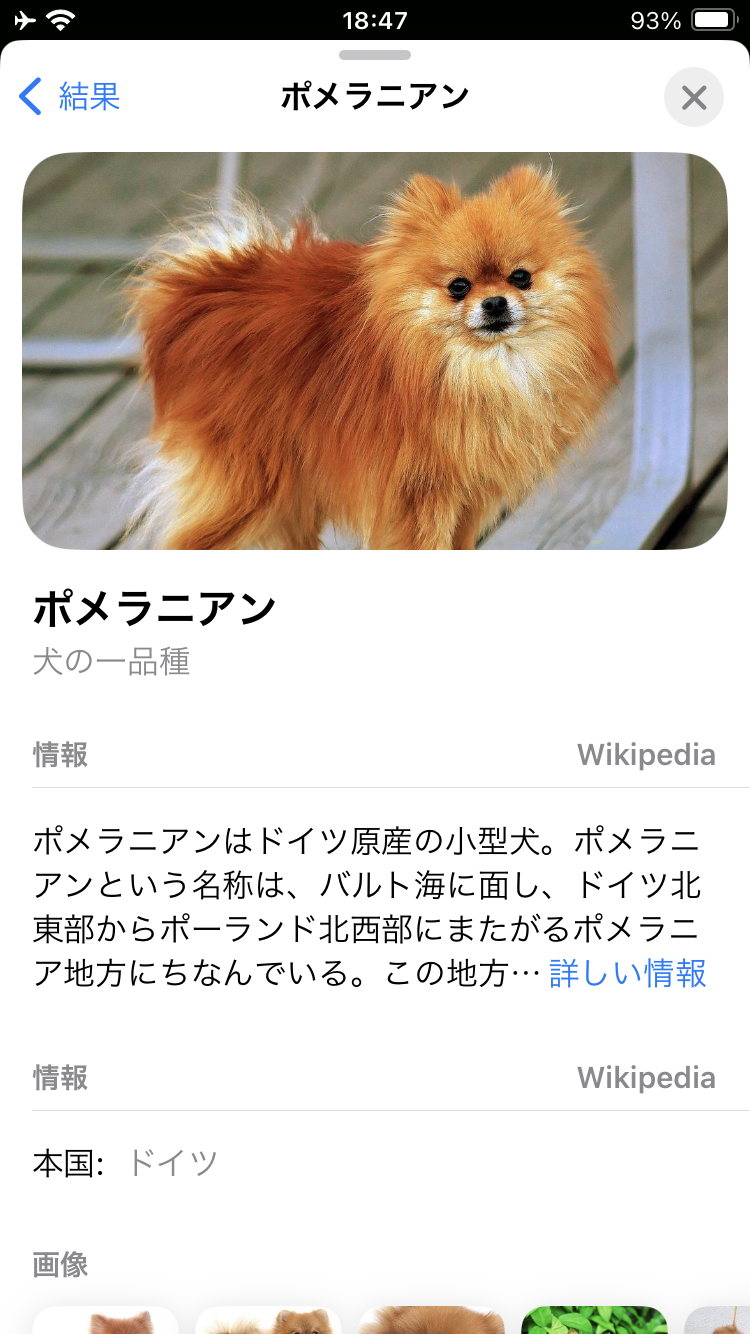 18:47
93%
結果
ポメラニアン
ポメラニアン
犬の一品種
情報
Wikipedia
ポメラニアンはドイツ原産の小型犬。ポメラニ
アンという名称は、バルト海に面し、ドイツ北
東部からポーランド北西部にまたがるポメラニ
ア地方にちなんでいる。この地方… 詳しい情報
情報
Wikipedia
本国: ドイツ
画像